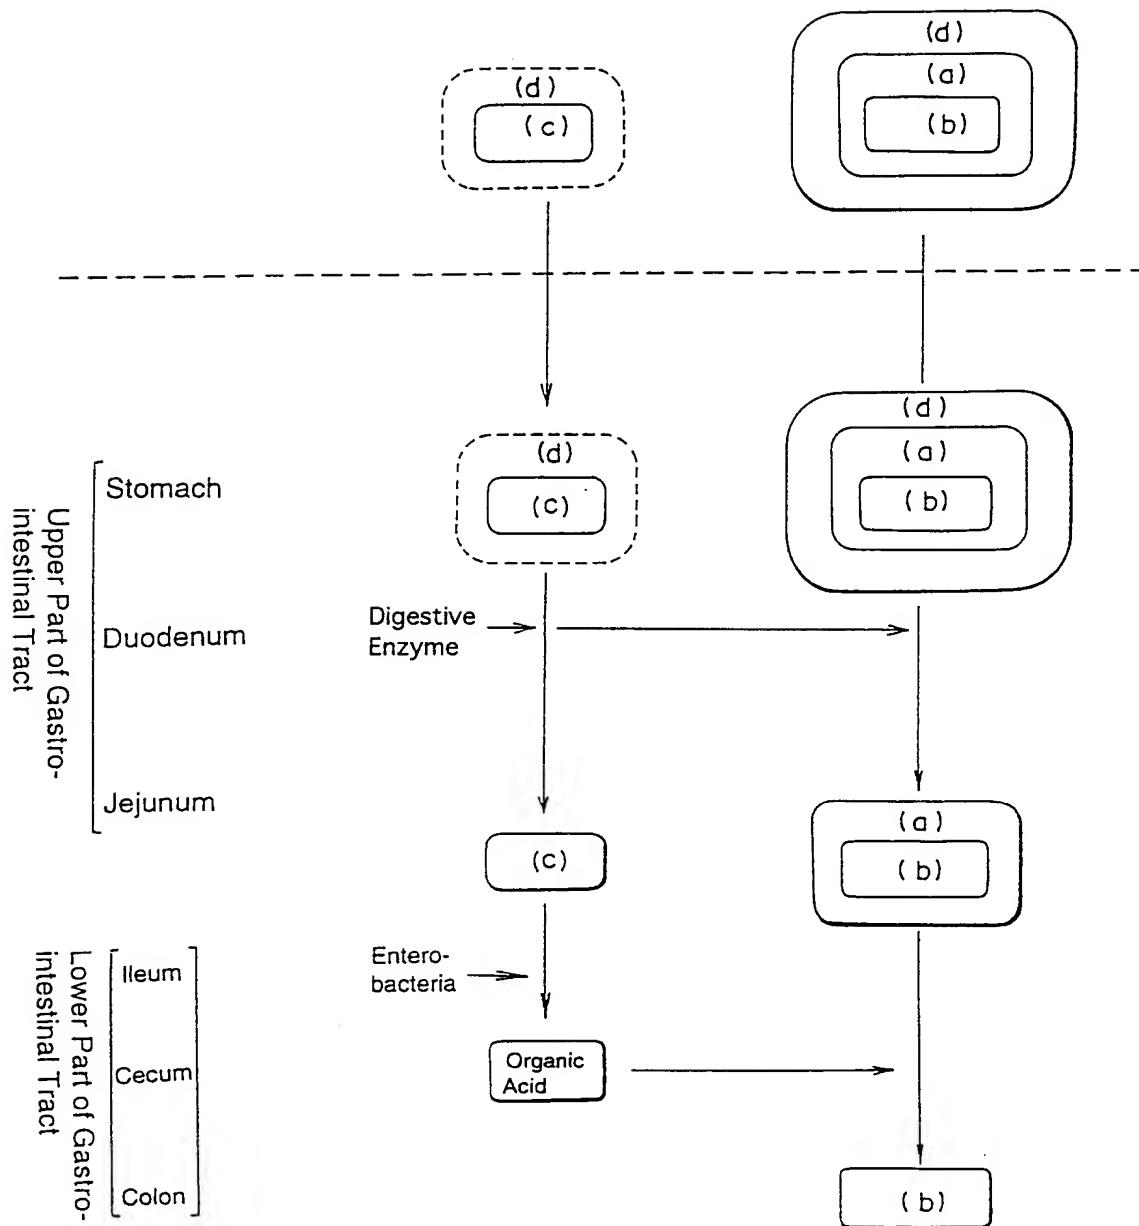 (d)
(a)
(b)
(d)
(c)
(d)
(a)
(b)
(d)
(c)
Upper Part of Gastro-
intestinal Tract
Stomach
Duodenum
Jejunum
Digestive
Enzyme
(a)
(b)
(c)
Lower Part of Gastro-
intestinal Tract
Ileum
Cecum
Colon
Entero-
bacteria
Organic
Acid
(b)